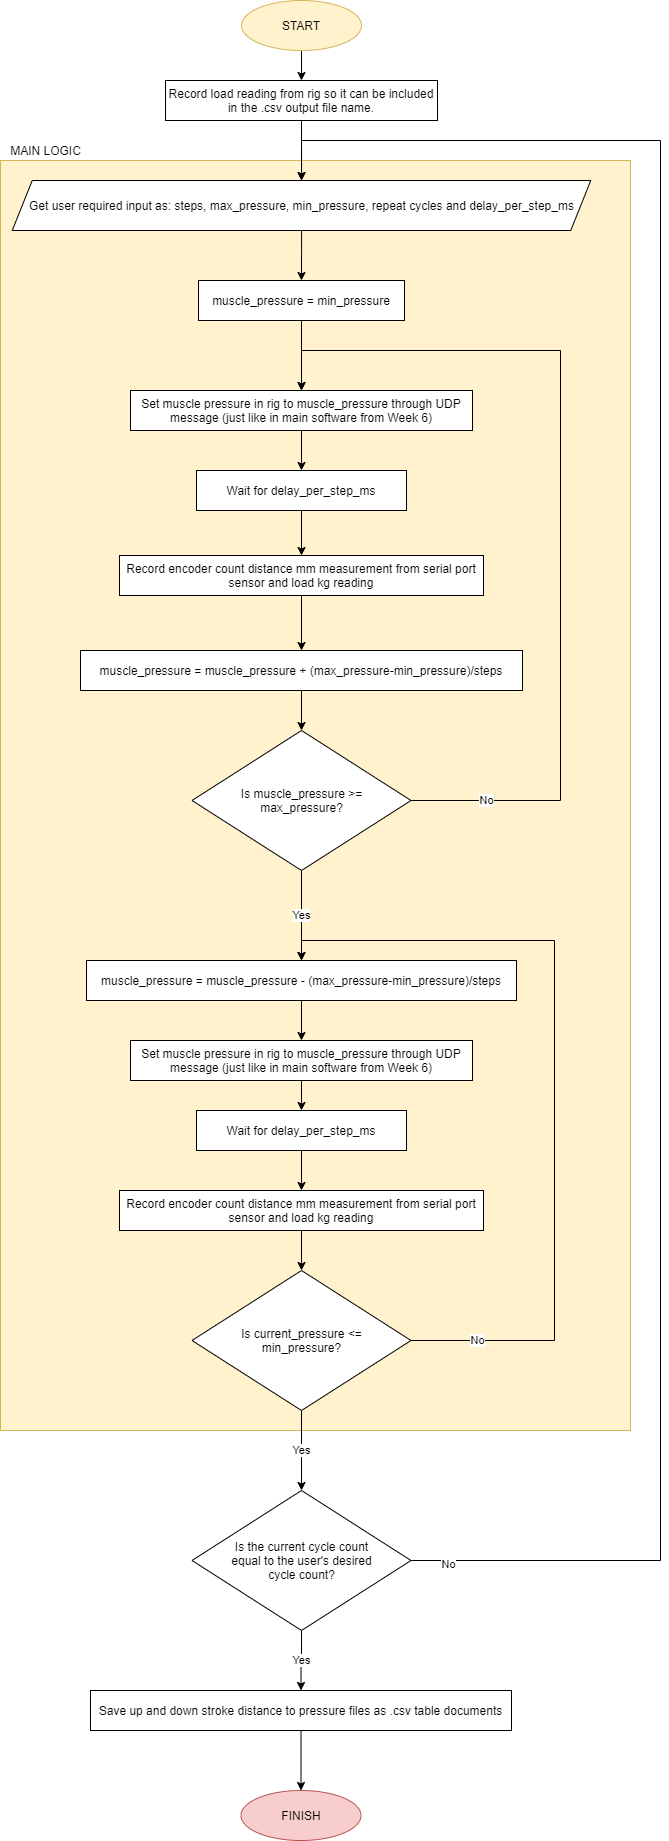 START
Record load reading from rig so it can be included
in the .csv output file name.
MAIN LOGIC
Get user required input as: steps, max_pressure, min_pressure, repeat cycles and delay_per_step_ms
muscle_pressure = min_pressure
Set muscle pressure in rig to muscle_pressure through UDP
message (just like in main software from Week 6)
Wait for delay_per_step_ms
Record encoder count distance mm measurement from serial port
sensor and load kg reading
muscle_pressure = muscle_pressure + (max_pressure-min_pressure)/steps
Is muscle_pressure >=
max_pressure?
No
Yes
muscle_pressure = muscle_pressure - (max_pressure-min_pressure)/steps
Set muscle pressure in rig to muscle_pressure through UDP
message (just like in main software from Week 6)
Wait for delay_per_step_ms
Record encoder count distance mm measurement from serial port
sensor and load kg reading
Is current_pressure <=
min_pressure?
No
Yes
Is the current cycle count
equal to the user's desired
cycle count?
No
Yes
Save up and down stroke distance to pressure files as .csv table documents
FINISH